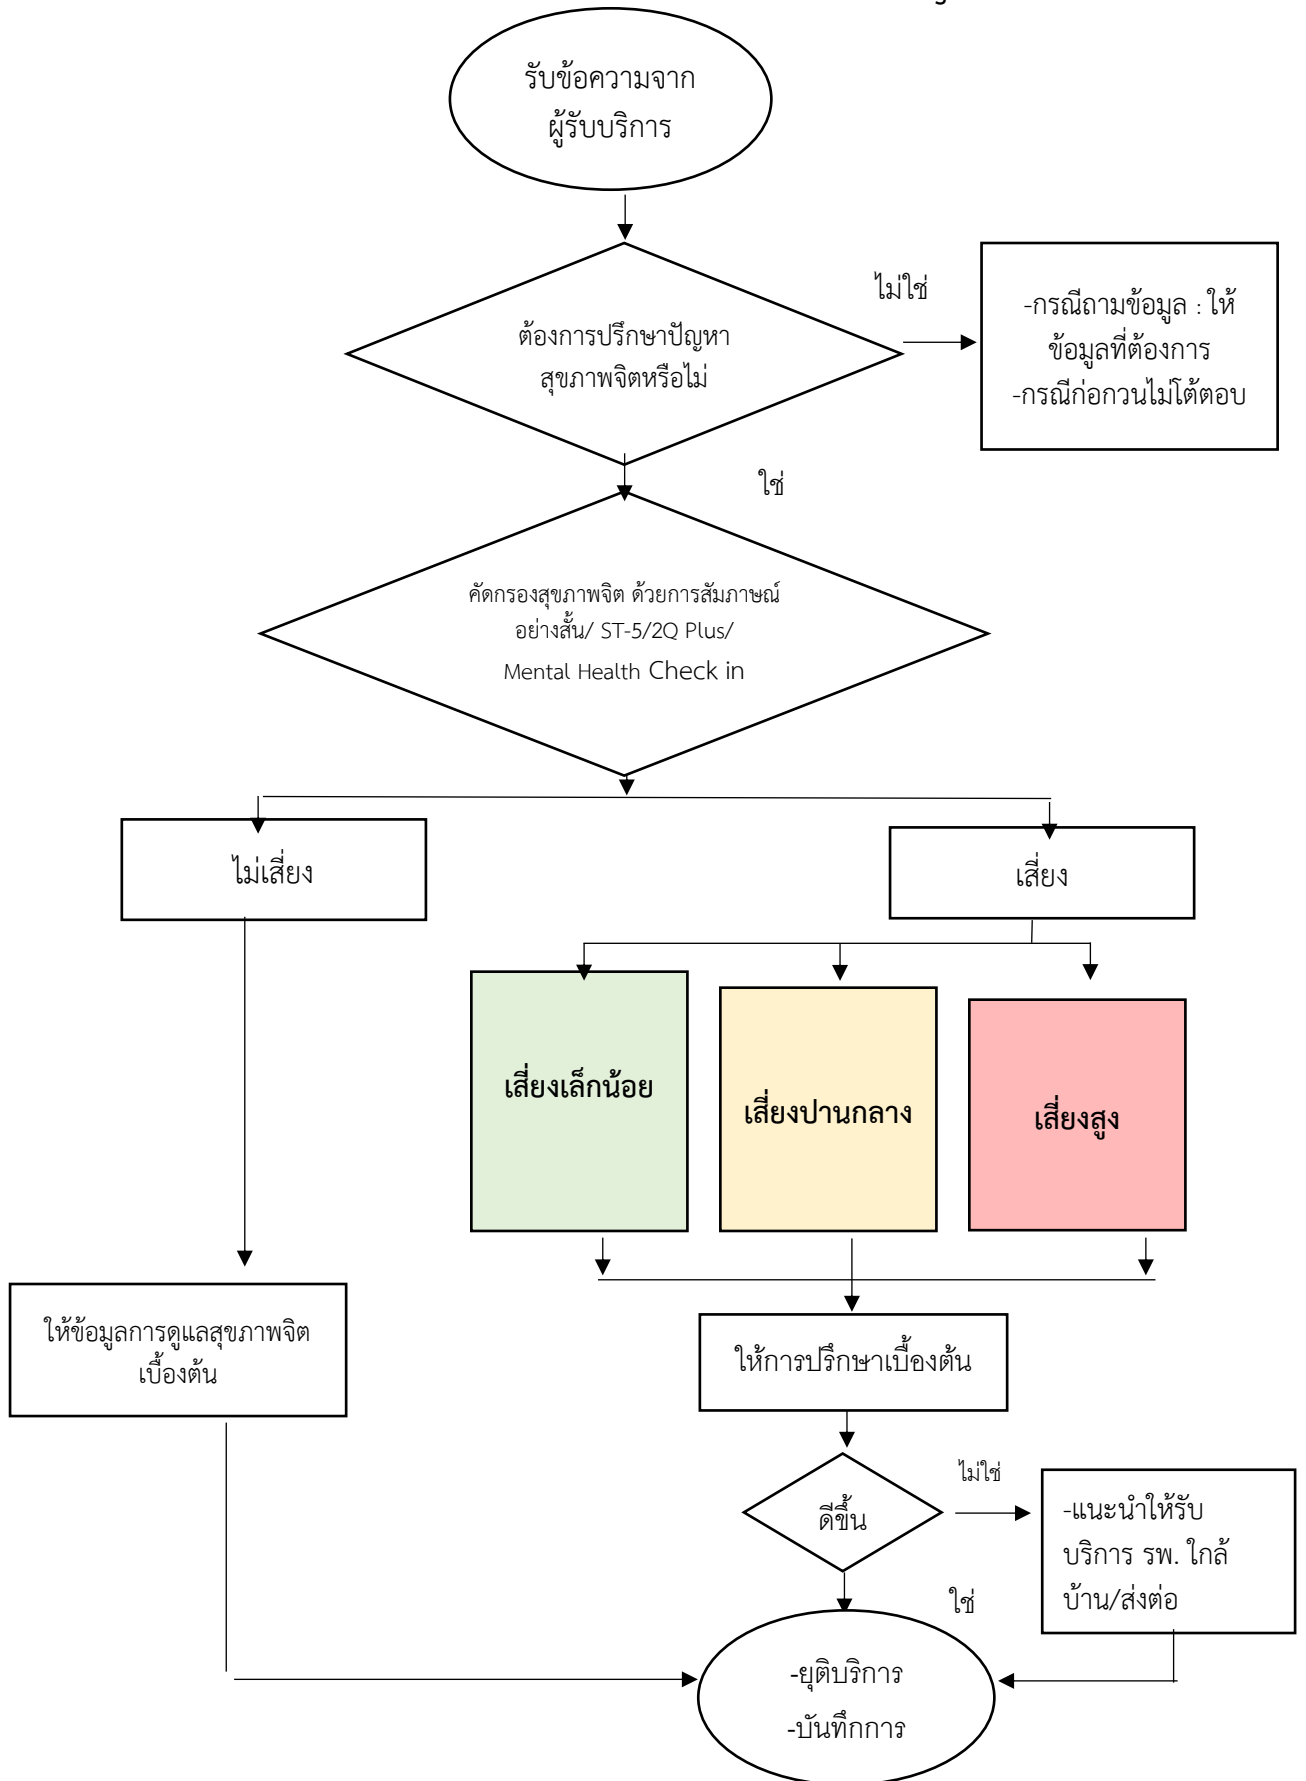 รับข้อความจาก
ผู้รับบริการ
ต้องการปรึกษาปัญหา
สุขภาพจิตหรือไม่
ไม่ใช่
-กรณีถามข้อมูล : ให้
ข้อมูลที่ต้องการ
-กรณีก่อกวนไม่โต้ตอบ
ใช่
คัดกรองสุขภาพจิต ด้วยการสัมภาษณ์
อย่างสั้น/ ST-5/2Q Plus/
Mental Health Check in
ไม่เสี่ยง
เสี่ยง
เสี่ยงเล็กน้อย
เสี่ยงปานกลาง
เสี่ยงสูง
ให้ข้อมูลการดูแลสุขภาพจิต
เบื้องต้น
ให้การปรึกษาเบื้องต้น
ดีขึ้น
ไม่ใช่
-แนะนำให้รับ
บริการ รพ. ใกล้
บ้าน/ส่งต่อ
ใช่
-ยุติบริการ
-บันทึกการ